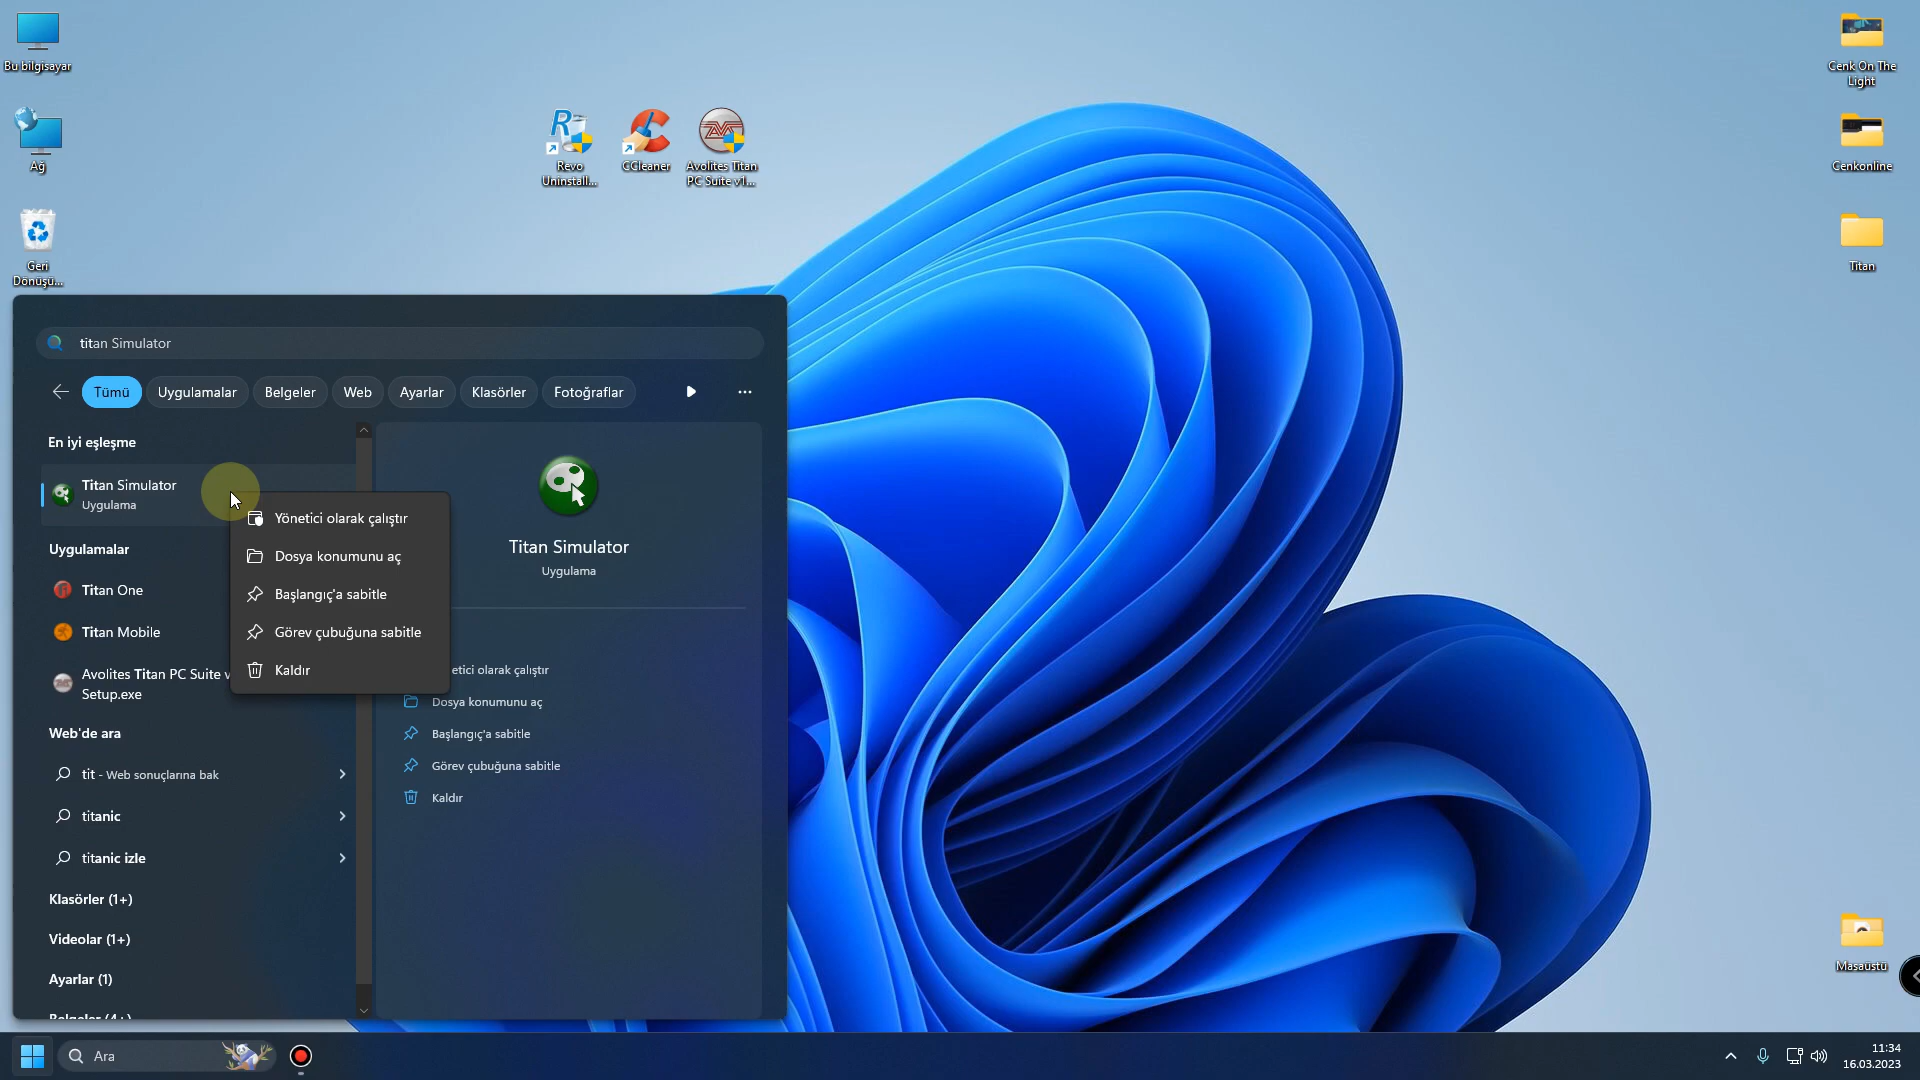 Bu bilgisayar
Ağ
Geri
Dönüşü...
Revo
Uninstall...
CCleaner
Avolites Titan
PC Suite v1...
Cenk On The
Light
Cenkonline
Titan
Masaüstü
titan Simulator
Tümü
Uygulamalar
Belgeler
Web
Ayarlar
Klasörler
Fotoğraflar
En iyi eşleşme
Titan Simulator
Uygulama
Uygulamalar
Titan One
Titan Mobile
Avolites Titan PC Suite v
Setup.exe
Web'de ara
tit - Web sonuçlarına bak
titanic
titanic izle
Klasörler (1+)
Videolar (1+)
Ayarlar (1)
Belgeler (4+)
Yönetici olarak çalıştır
Dosya konumunu aç
Başlangıç'a sabitle
Görev çubuğuna sabitle
Kaldır
Titan Simulator
Uygulama
etici olarak çalıştır
Dosya konumunu aç
Başlangıç'a sabitle
Görev çubuğuna sabitle
Kaldır
Ara
11:34
16.03.2023